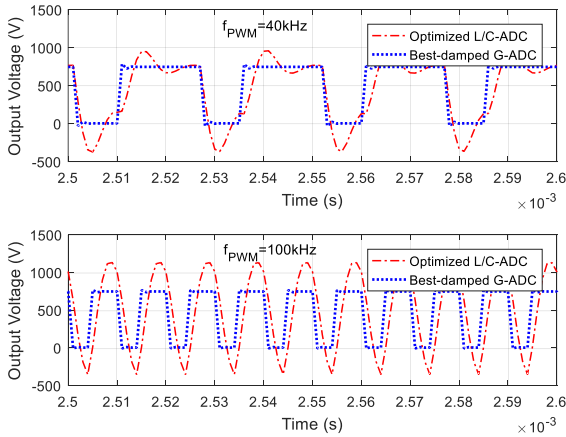 1500
1000
500
0
-500
Output Voltage (V)
fPWM=40kHz
Optimized L/C-ADC
Best-damped G-ADC
2.5 2.51 2.52 2.53 2.54 2.55 2.56 2.57 2.58 2.59 2.6
Time (s)
×10-3
1500
1000
500
0
-500
Output Voltage (V)
fPWM=100kHz
Optimized L/C-ADC
Best-damped G-ADC
2.5 2.51 2.52 2.53 2.54 2.55 2.56 2.57 2.58 2.59 2.6
Time (s)
×10-3